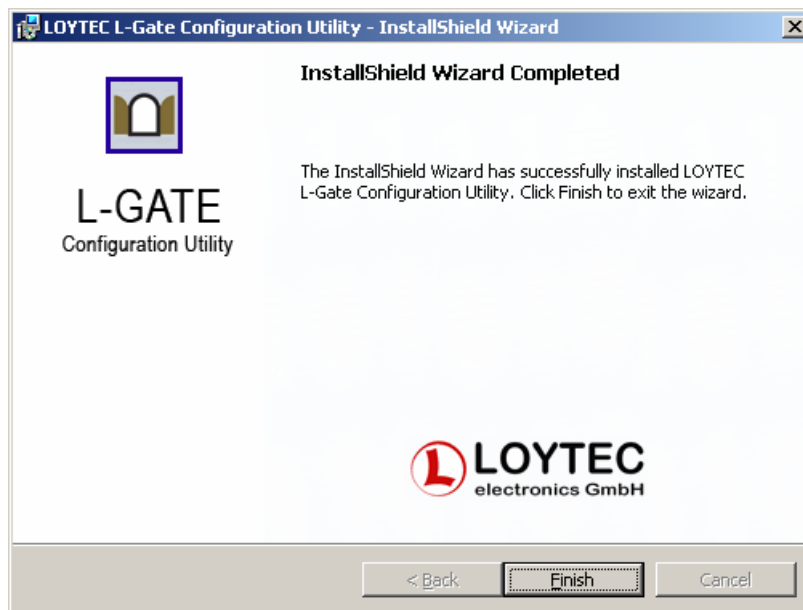 LOYTEC L-Gate Configuration Utility - InstallShield Wizard
InstallShield Wizard Completed
The InstallShield Wizard has successfully installed LOYTEC
L-Gate Configuration Utility. Click Finish to exit the wizard.
L-GATE
Configuration Utility
LOYTEC
electronics GmbH
< Back
Finish
Cancel